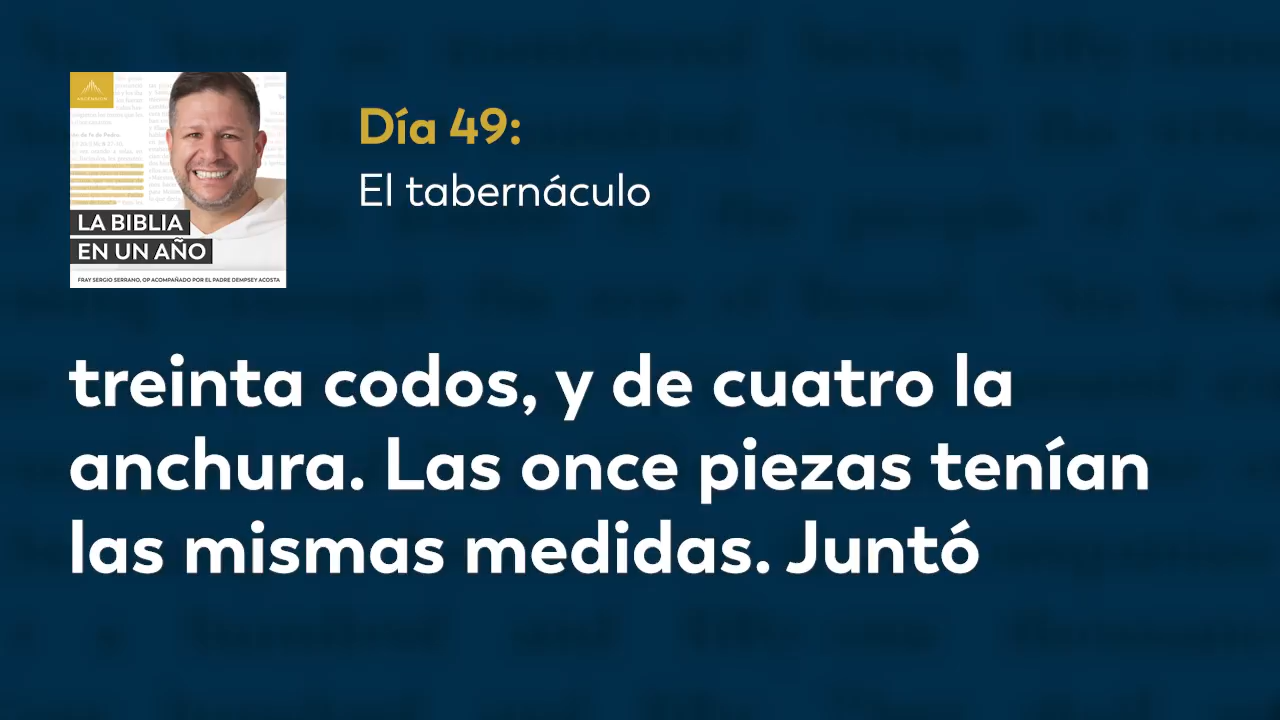 ASCENSION
LA BIBLIA
EN UN AÑO
FRAY SERGIO SERRANO, OP ACOMPAÑADO POR EL PADRE DEMPSEY ACOSTA
Día 49:
El tabernáculo
treinta codos, y de cuatro la
anchura. Las once piezas tenían
las mismas medidas. Juntó